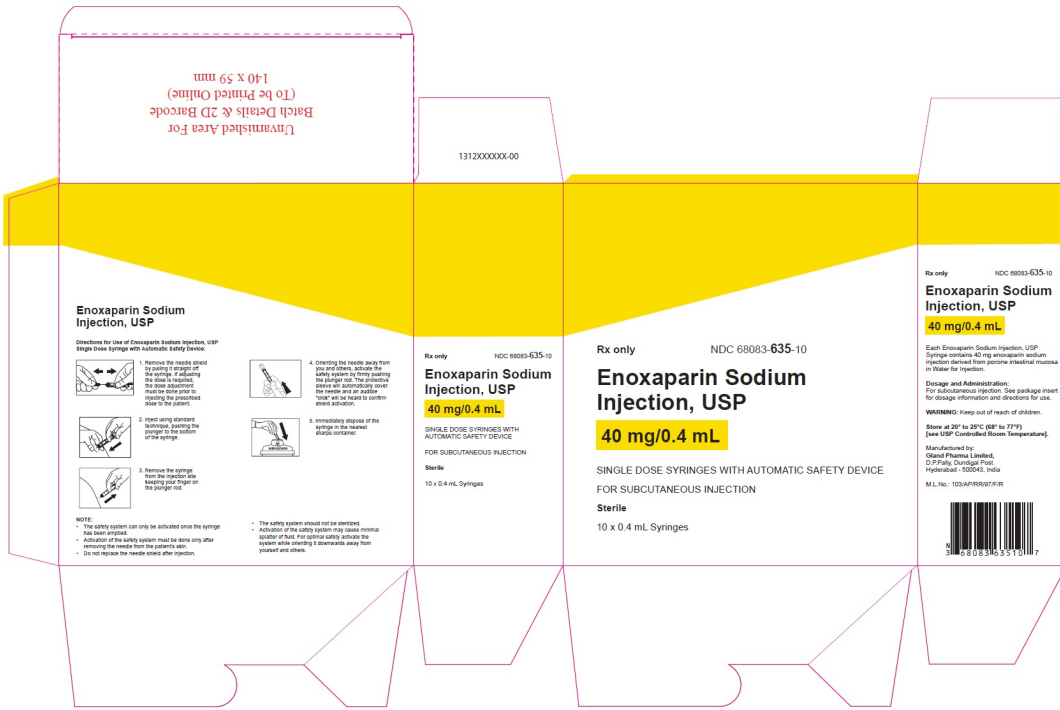 Unvarnished Area For
Batch Details & 2D Barcode
(To be Printed Online)
140 x 59 mm
1312XXXXXX-00
Enoxaparin Sodium
Injection, USP
Directions for Use of Enoxaparin Sodium Injection, USP
Single Dose Syringe with Automatic Safety Device:
1. Remove the needle shield
by pulling it straight off
the syringe. If adjusting
the dose is required,
the dose adjustment
must be done prior to
injecting the prescribed
dose to the patient.
2. Inject using standard
technique, pushing the
plunger to the bottom
of the syringe.
3. Remove the syringe
from the injection site
keeping your finger on
the plunger rod.
4. Orienting the needle away from
you and others, activate the
safety system by firmly pushing
the plunger rod. The protective
sleeve will automatically cover
the needle and an audible
"click" will be heard to confirm
shield activation.
5. Immediately dispose of the
syringe in the nearest
sharps container.
BIOHAZARD
NOTE:
• The safety system can only be activated once the syringe
has been emptied.
• Activation of the safety system must be done only after
removing the needle from the patient's skin.
• Do not replace the needle shield after injection.
• The safety system should not be sterilized.
• Activation of the safety system may cause minimal
splatter of fluid. For optimal safety activate the
system while orienting it downwards away from
yourself and others.
Rx only NDC 68083-635-10
Enoxaparin Sodium
Injection, USP
40 mg/0.4 mL
SINGLE DOSE SYRINGES WITH
AUTOMATIC SAFETY DEVICE
FOR SUBCUTANEOUS INJECTION
Sterile
10 x 0.4 mL Syringes
Rx only NDC 68083-635-10
Enoxaparin Sodium
Injection, USP
40 mg/0.4 mL
SINGLE DOSE SYRINGES WITH AUTOMATIC SAFETY DEVICE
FOR SUBCUTANEOUS INJECTION
Sterile
10 x 0.4 mL Syringes
Rx only NDC 68083-635-10
Enoxaparin Sodium
Injection, USP
40 mg/0.4 mL
Each Enoxaparin Sodium Injection, USP
Syringe contains 40 mg enoxaparin sodium
injection derived from porcine intestinal mucosa
in Water for Injection.
Dosage and Administration:
For subcutaneous injection. See package insert
for dosage information and directions for use.
WARNING: Keep out of reach of children.
Store at 20° to 25°C (68° to 77°F)
[see USP Controlled Room Temperature].
Manufactured by:
Gland Pharma Limited,
D.P.Pally, Dundigal Post
Hyderabad - 500043, India
M.L.No.: 103/AP/RR/97/F/R
N
3 68083 63510 7